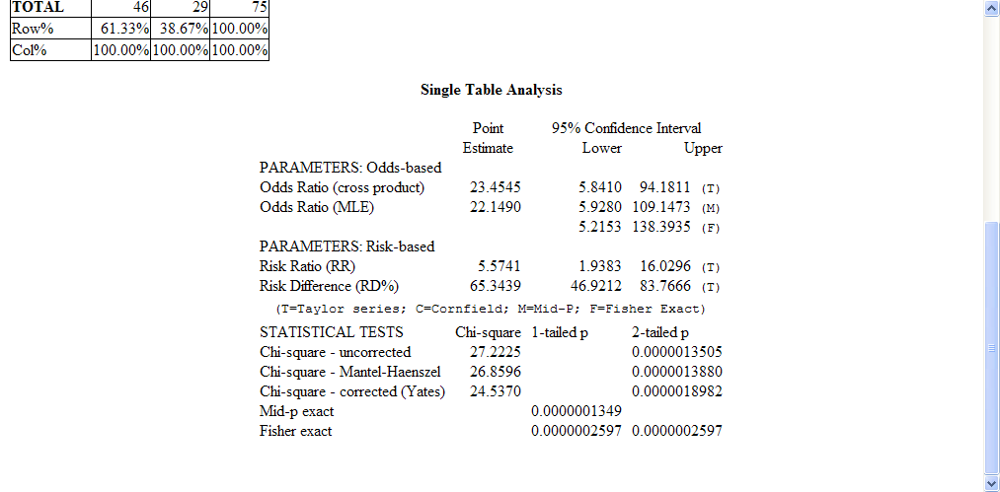 TOTAL 46 29 75
Row% 61.33% 38.67% 100.00%
Col% 100.00% 100.00% 100.00%
Single Table Analysis
Point 95% Confidence Interval
Estimate Lower Upper
PARAMETERS: Odds-based
Odds Ratio (cross product) 23.4545 5.8410 94.1811 (T)
Odds Ratio (MLE) 22.1490 5.9280 109.1473 (M)
5.2153 138.3935 (F)
PARAMETERS: Risk-based
Risk Ratio (RR) 5.5741 1.9383 16.0296 (T)
Risk Difference (RD%) 65.3439 46.9212 83.7666 (T)
(T=Taylor series; C=Cornfield; M=Mid-P; F=Fisher Exact)
STATISTICAL TESTS Chi-square 1-tailed p 2-tailed p
Chi-square - uncorrected 27.2225 0.0000013505
Chi-square - Mantel-Haenszel 26.8596 0.0000013880
Chi-square - corrected (Yates) 24.5370 0.0000018982
Mid-p exact 0.0000001349
Fisher exact 0.0000002597 0.0000002597